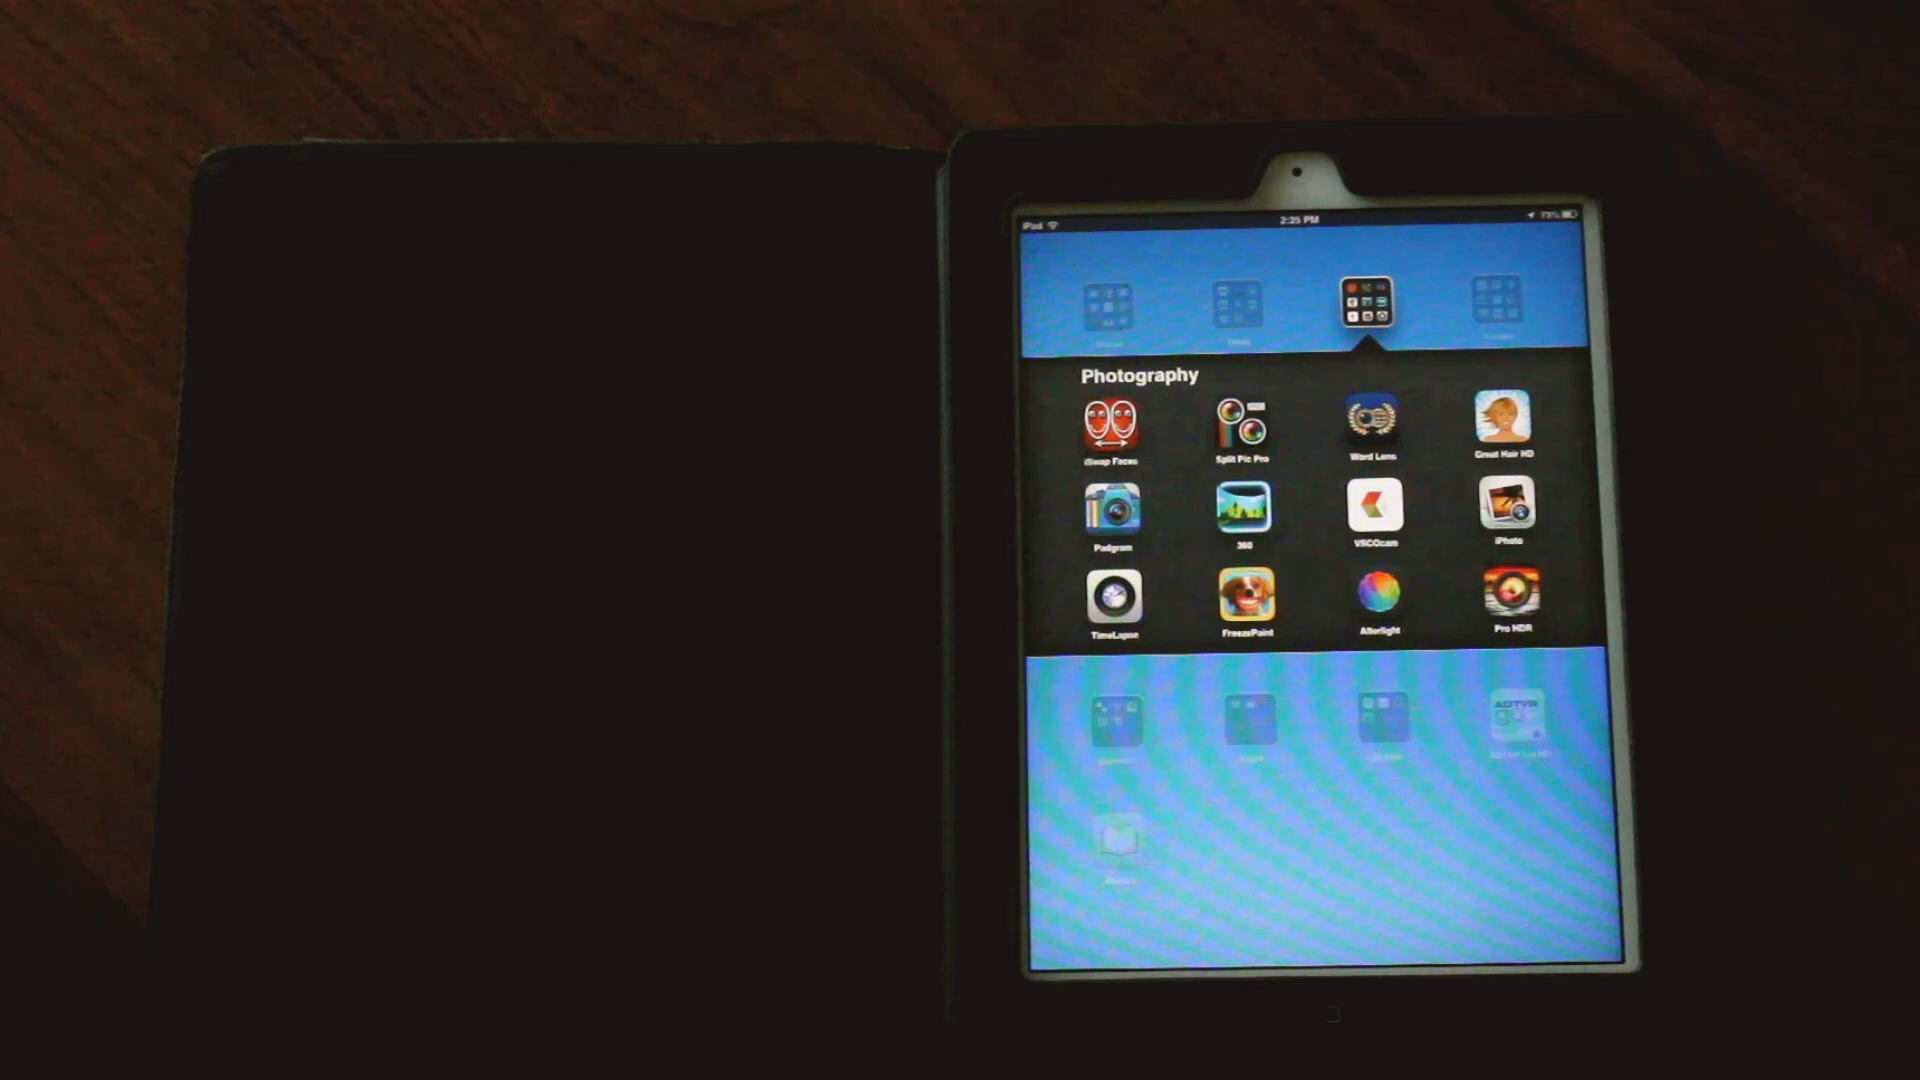 iPad 2:25 PM 73%
Photography
iSwap Faces Split Pic Pro Word Lens Great Hair HD
Padgram 360 VSCOcam iPhoto
TimeLapse FreezePaint Afterlight Pro HDR
ADTVR